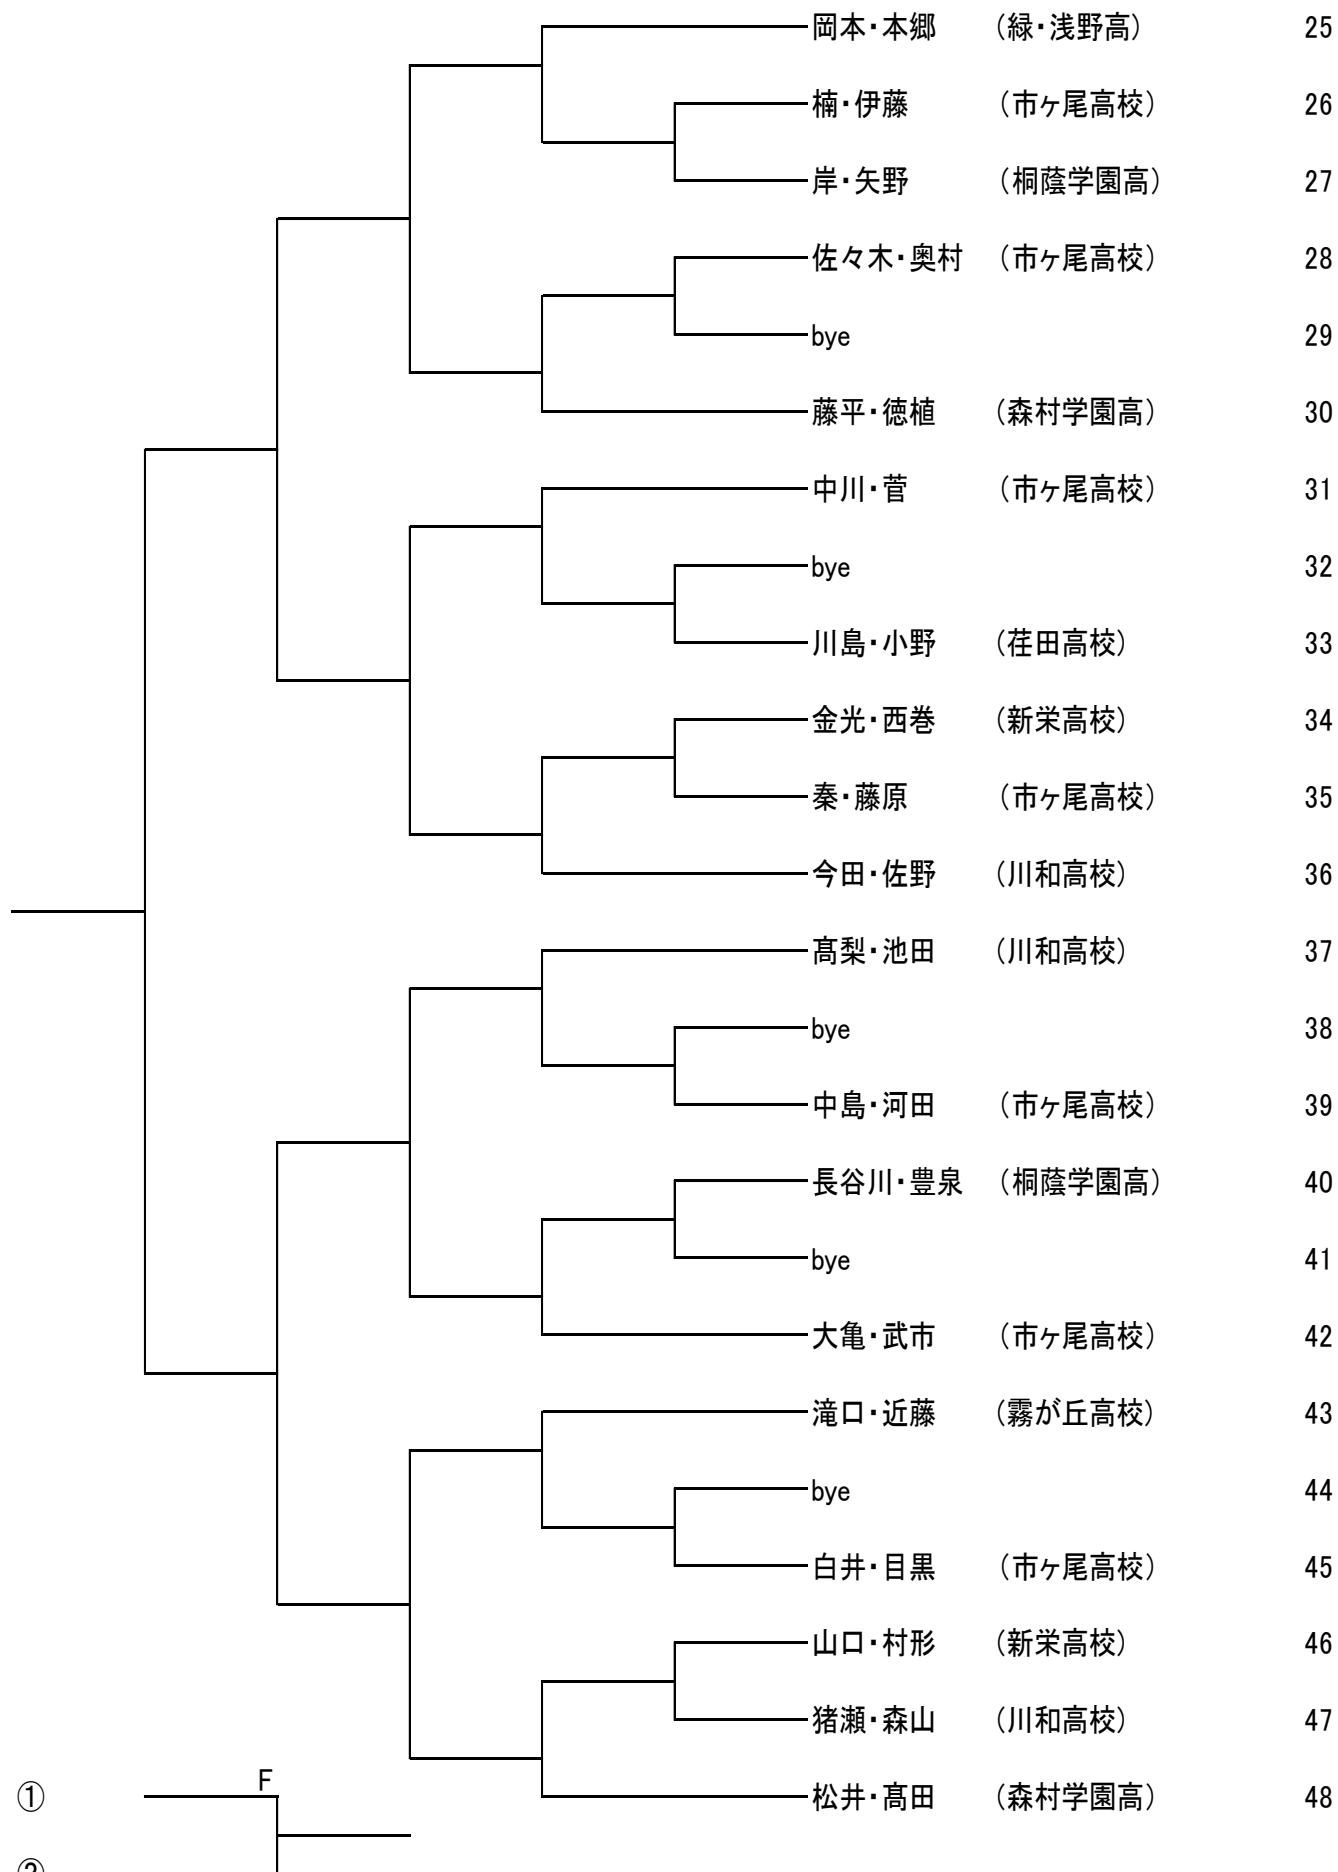 岡本・本郷 （緑・浅野高） 25
楠・伊藤 （市ヶ尾高校） 26
岸・矢野 （桐蔭学園高） 27
佐々木・奥村 （市ヶ尾高校） 28
bye 29
藤平・徳植 （森村学園高） 30
中川・菅 （市ヶ尾高校） 31
bye 32
川島・小野 （荏田高校） 33
金光・西巻 （新栄高校） 34
秦・藤原 （市ヶ尾高校） 35
今田・佐野 （川和高校） 36
髙梨・池田 （川和高校） 37
bye 38
中島・河田 （市ヶ尾高校） 39
長谷川・豊泉 （桐蔭学園高） 40
bye 41
大亀・武市 （市ヶ尾高校） 42
滝口・近藤 （霧が丘高校） 43
bye 44
白井・目黒 （市ヶ尾高校） 45
山口・村形 （新栄高校） 46
猪瀬・森山 （川和高校） 47
① F 松井・髙田 （森村学園高） 48
②